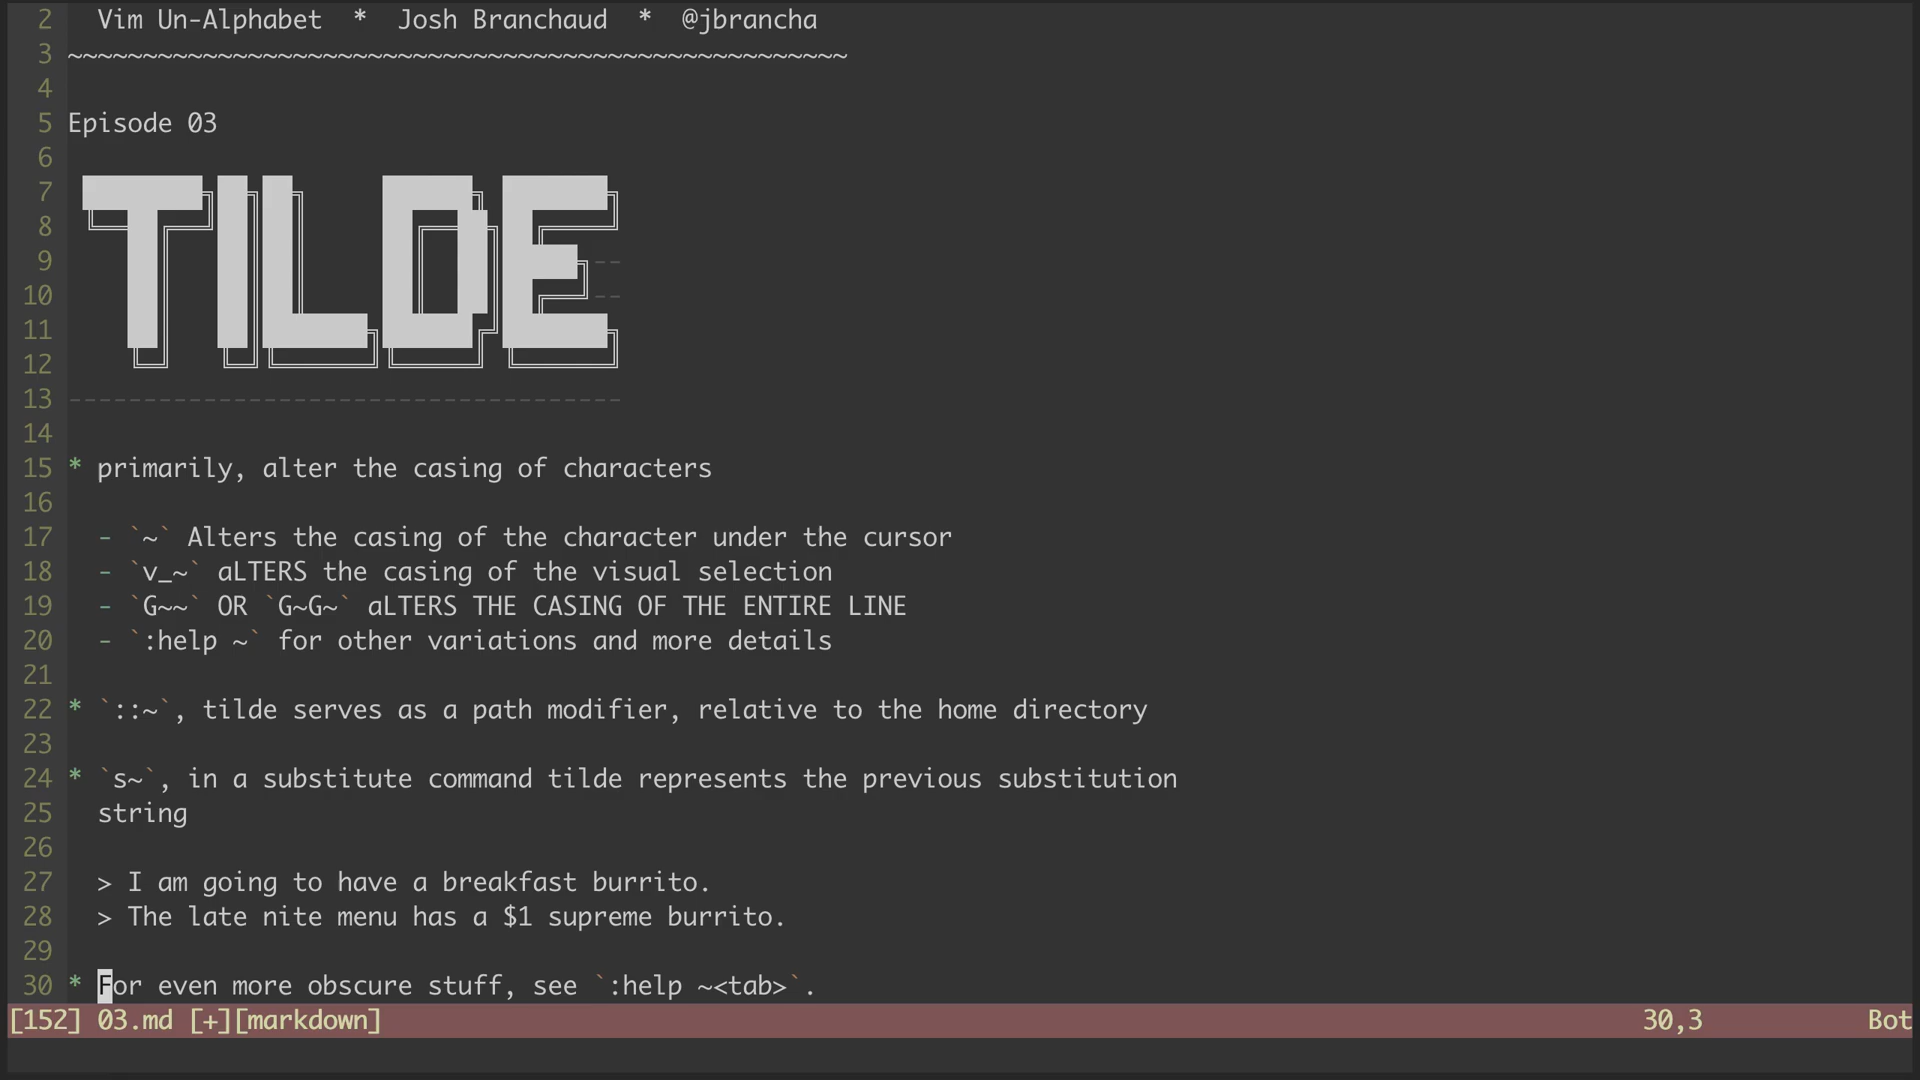 2   Vim Un-Alphabet  *  Josh Branchaud  *  @jbrancha
3 ~~~~~~~~~~~~~~~~~~~~~~~~~~~~~~~~~~~~~~~~~~~~~~~~~~~~
4
5 Episode 03
6
7
8
TILDE
9
10
11
12
13 -------------------------------------
14
15 * primarily, alter the casing of characters
16
17   - `~` Alters the casing of the character under the cursor
18   - `v_~` aLTERS the casing of the visual selection
19   - `G~~` OR `G~G~` aLTERS THE CASING OF THE ENTIRE LINE
20   - `:help ~` for other variations and more details
21
22 * `::~`, tilde serves as a path modifier, relative to the home directory
23
24 * `s~`, in a substitute command tilde represents the previous substitution
25   string
26
27   > I am going to have a breakfast burrito.
28   > The late nite menu has a $1 supreme burrito.
29
30 * For even more obscure stuff, see `:help ~<tab>`.
[152] 03.md [+][markdown] 30,3 Bot